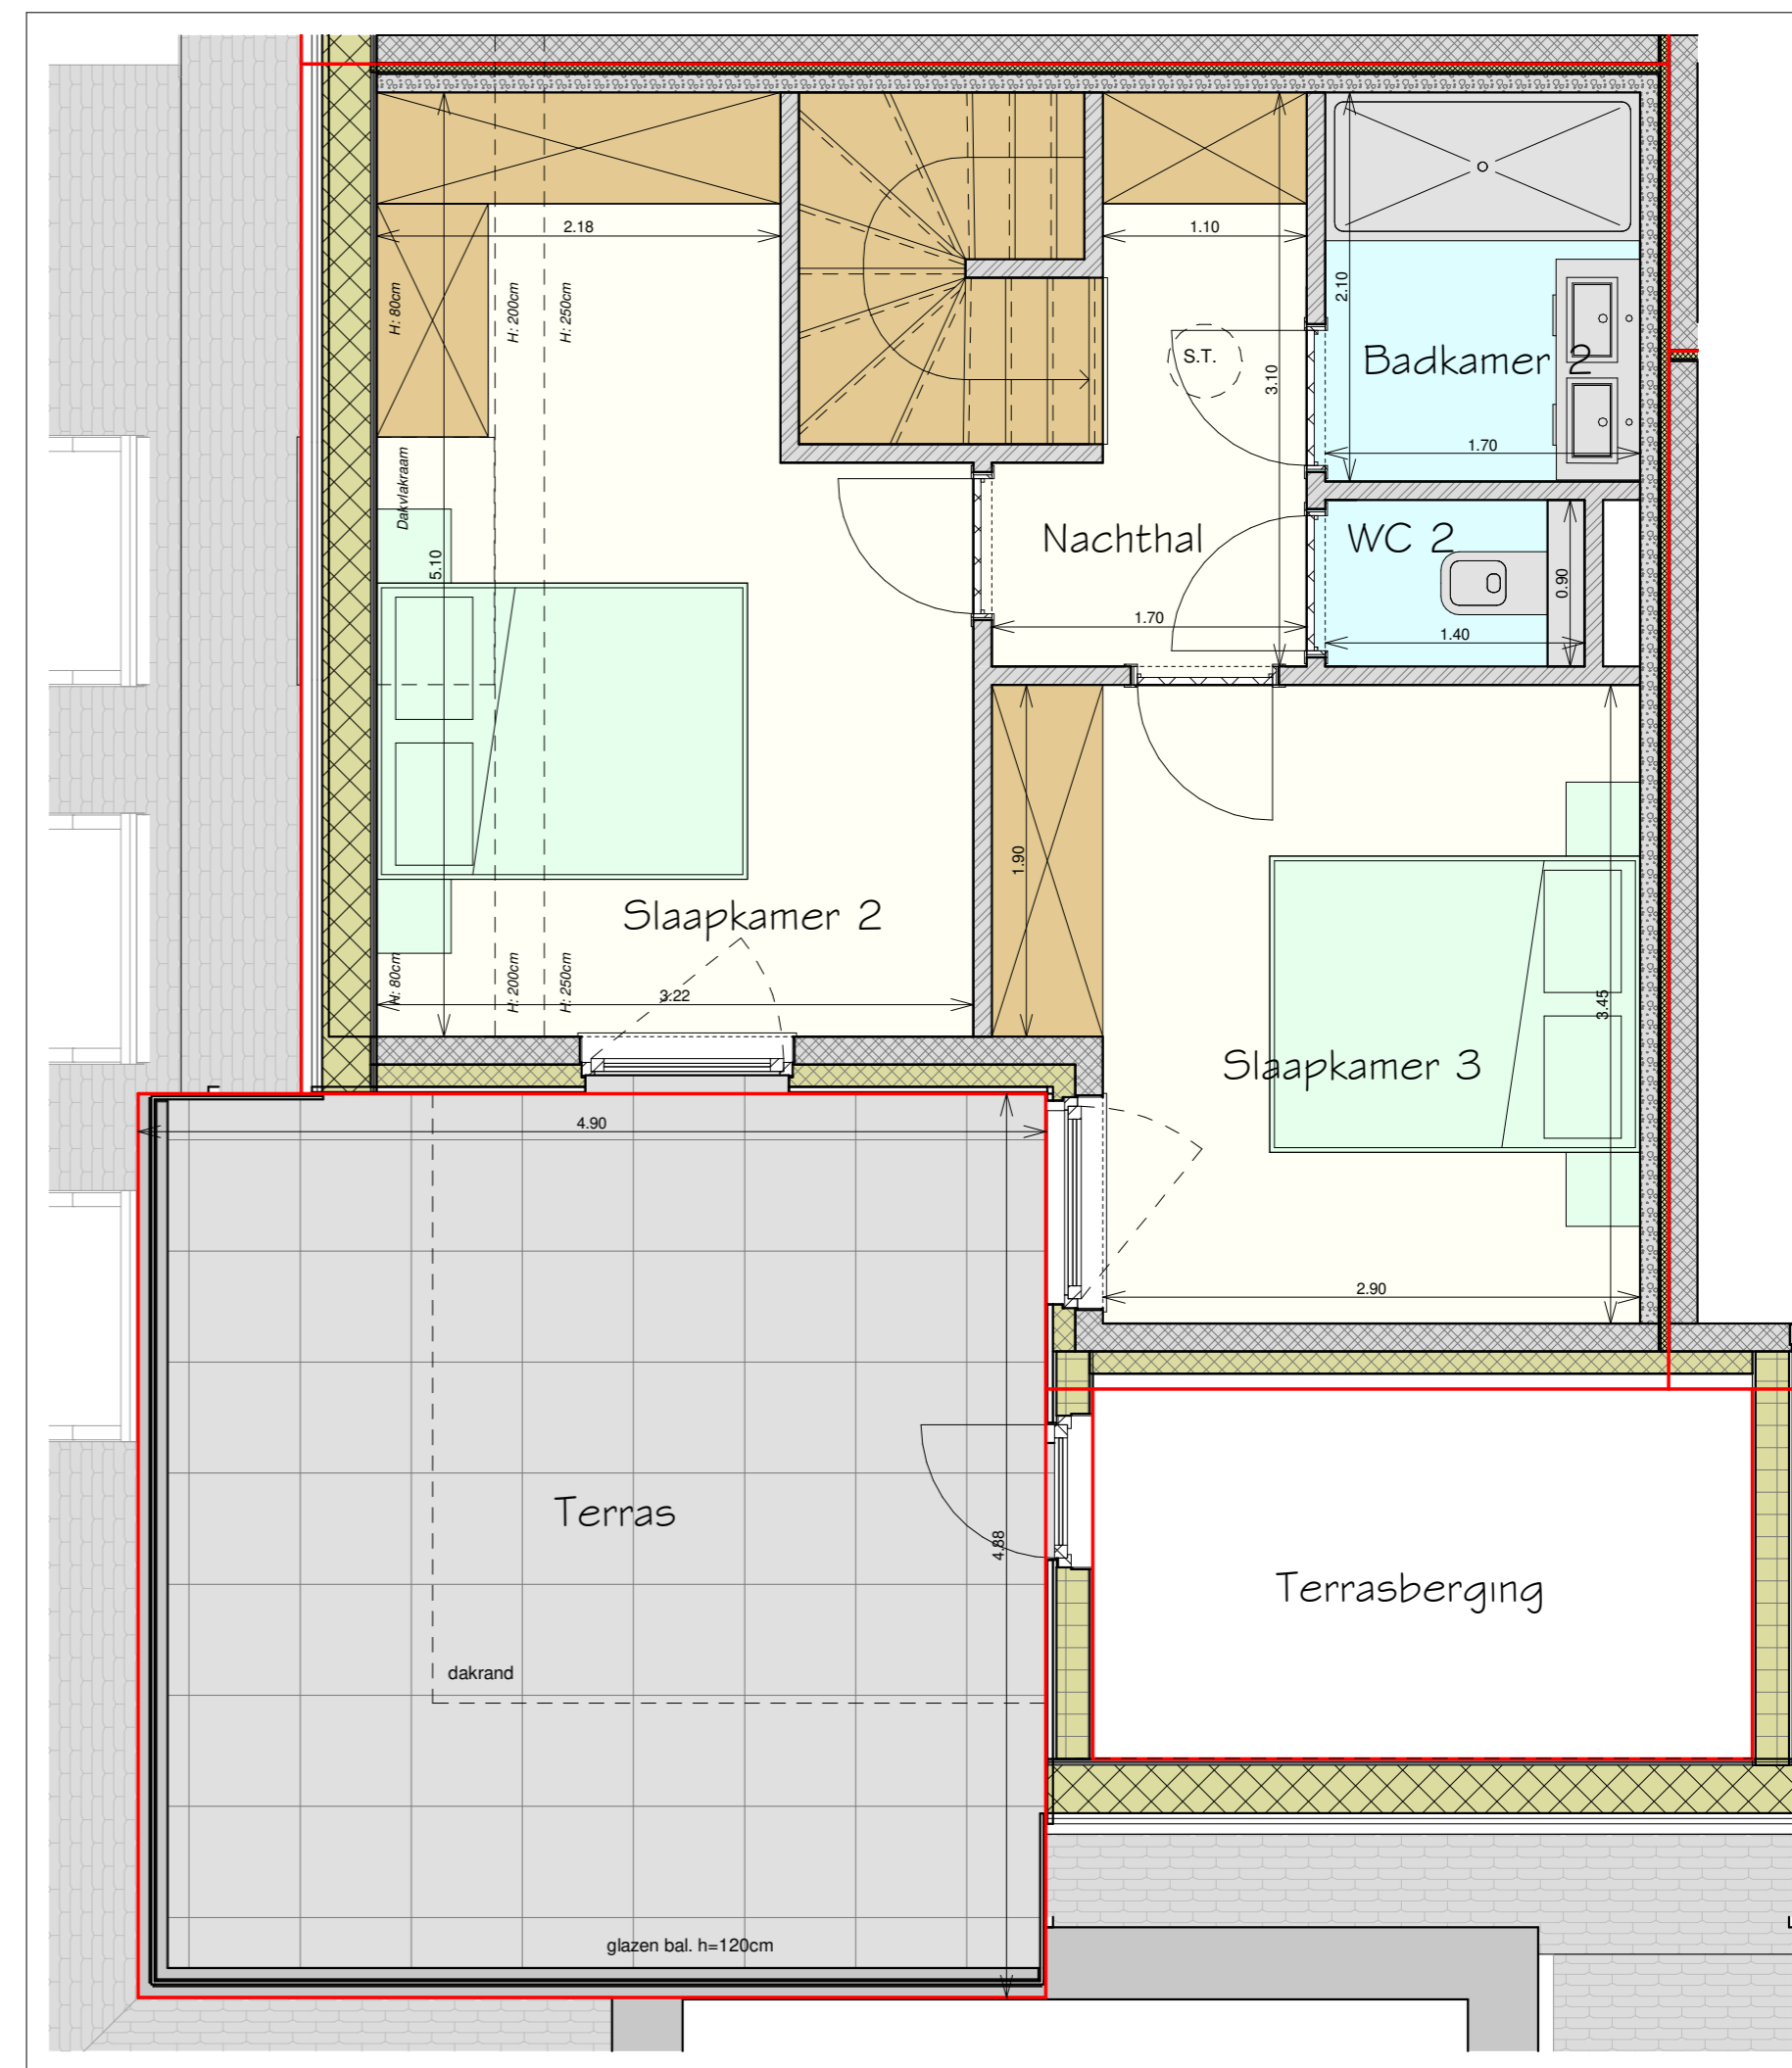 2.18
1.10
H: 80cm
H: 200cm
H: 250cm
2.10
S.T.
Badkamer 2
3.10
1.70
Dakvlakraam
5.10
Nachthal
WC 2
0.90
1.70
1.40
1.90
Slaapkamer 2
H: 80cm
H: 200cm
H: 250cm
3.22
3.45
Slaapkamer 3
4.90
2.90
Terras
4.88
Terrasberging
dakrand
glazen bal. h=120cm